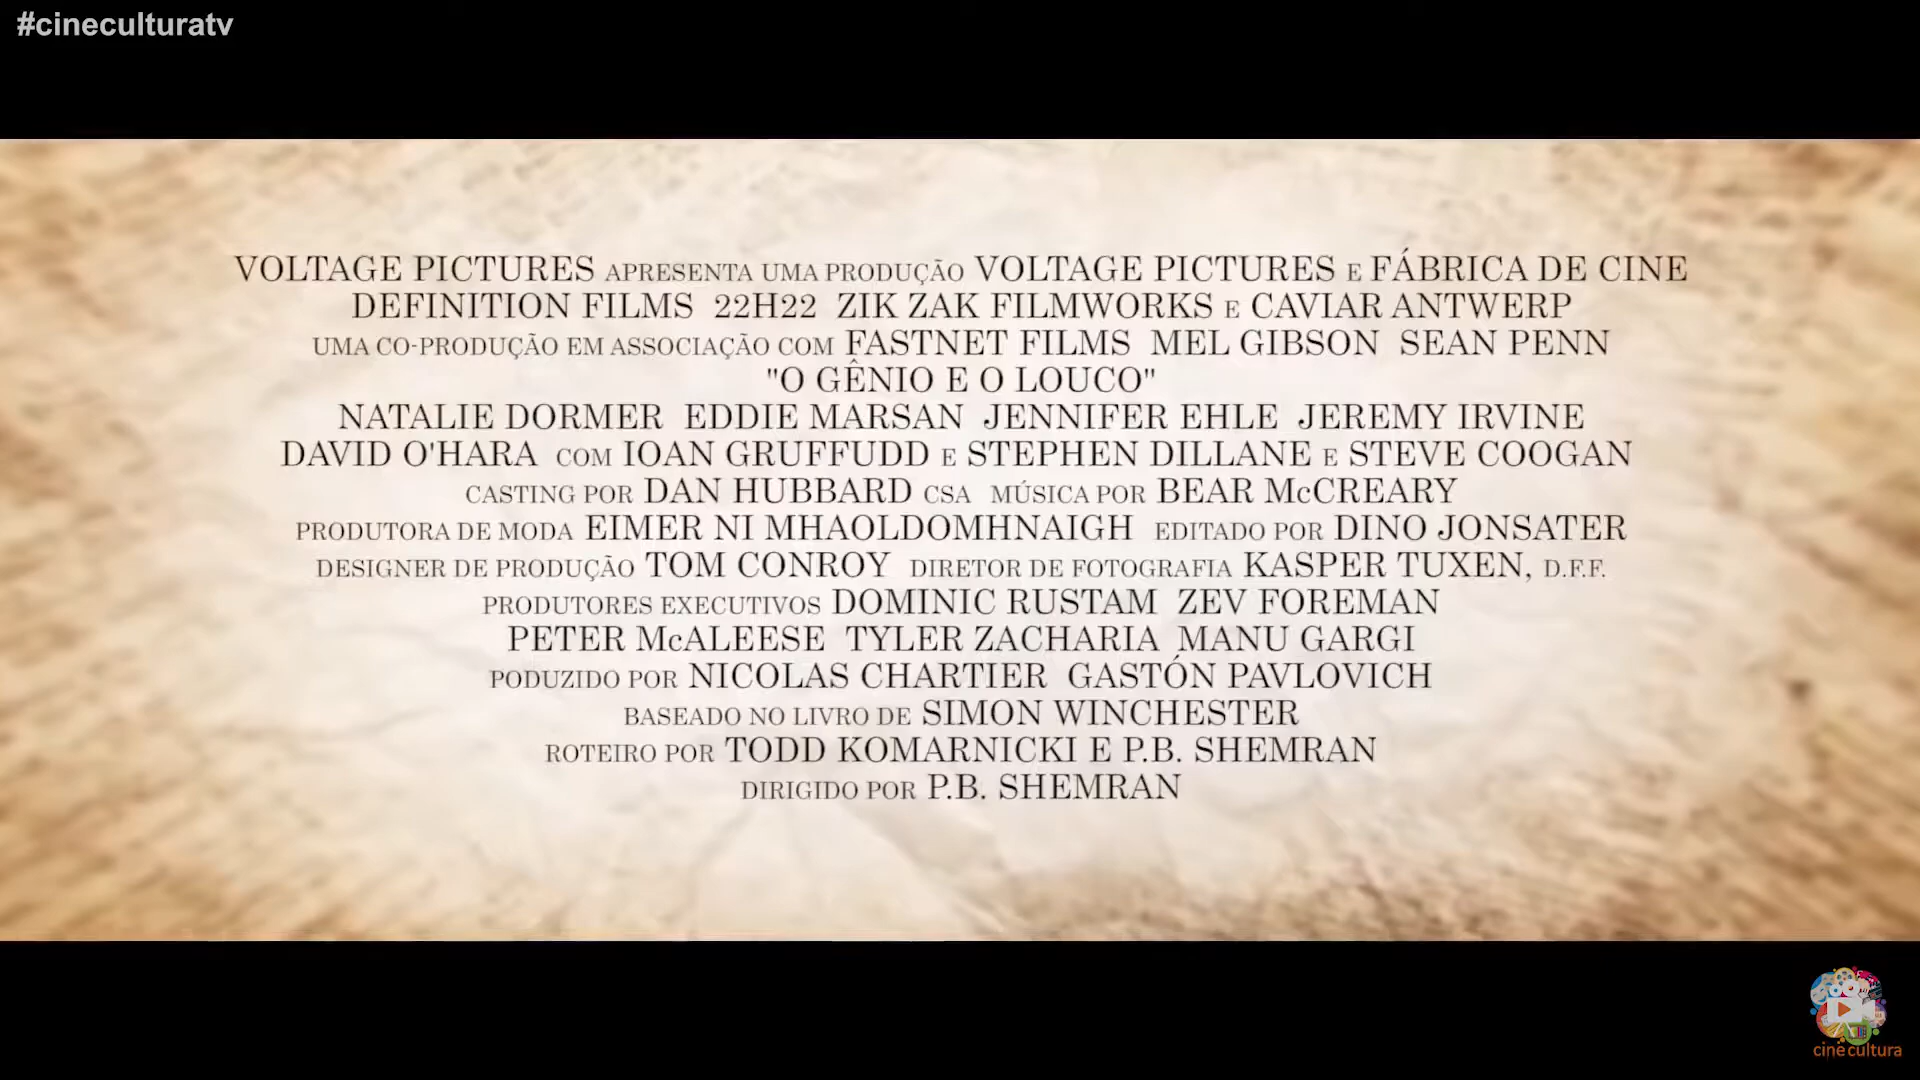 #cineculturatv
VOLTAGE PICTURES APRESENTA UMA PRODUÇÃO VOLTAGE PICTURES E FÁBRICA DE CINE
DEFINITION FILMS 22H22 ZIK ZAK FILMWORKS E CAVIAR ANTWERP
UMA CO-PRODUÇÃO EM ASSOCIAÇÃO COM FASTNET FILMS MEL GIBSON SEAN PENN
"O GÊNIO E O LOUCO"
NATALIE DORMER EDDIE MARSAN JENNIFER EHLE JEREMY IRVINE
DAVID O'HARA COM IOAN GRUFFUDD E STEPHEN DILLANE E STEVE COOGAN
CASTING POR DAN HUBBARD CSA MÚSICA POR BEAR McCREARY
PRODUTORA DE MODA EIMER NI MHAOLDOMHNAIGH EDITADO POR DINO JONSATER
DESIGNER DE PRODUÇÃO TOM CONROY DIRETOR DE FOTOGRAFIA KASPER TUXEN, D.F.F.
PRODUTORES EXECUTIVOS DOMINIC RUSTAM ZEV FOREMAN
PETER McALEESE TYLER ZACHARIA MANU GARGI
PODUZIDO POR NICOLAS CHARTIER GASTÓN PAVLOVICH
BASEADO NO LIVRO DE SIMON WINCHESTER
ROTEIRO POR TODD KOMARNICKI E P.B. SHEMRAN
DIRIGIDO POR P.B. SHEMRAN
cinecultura